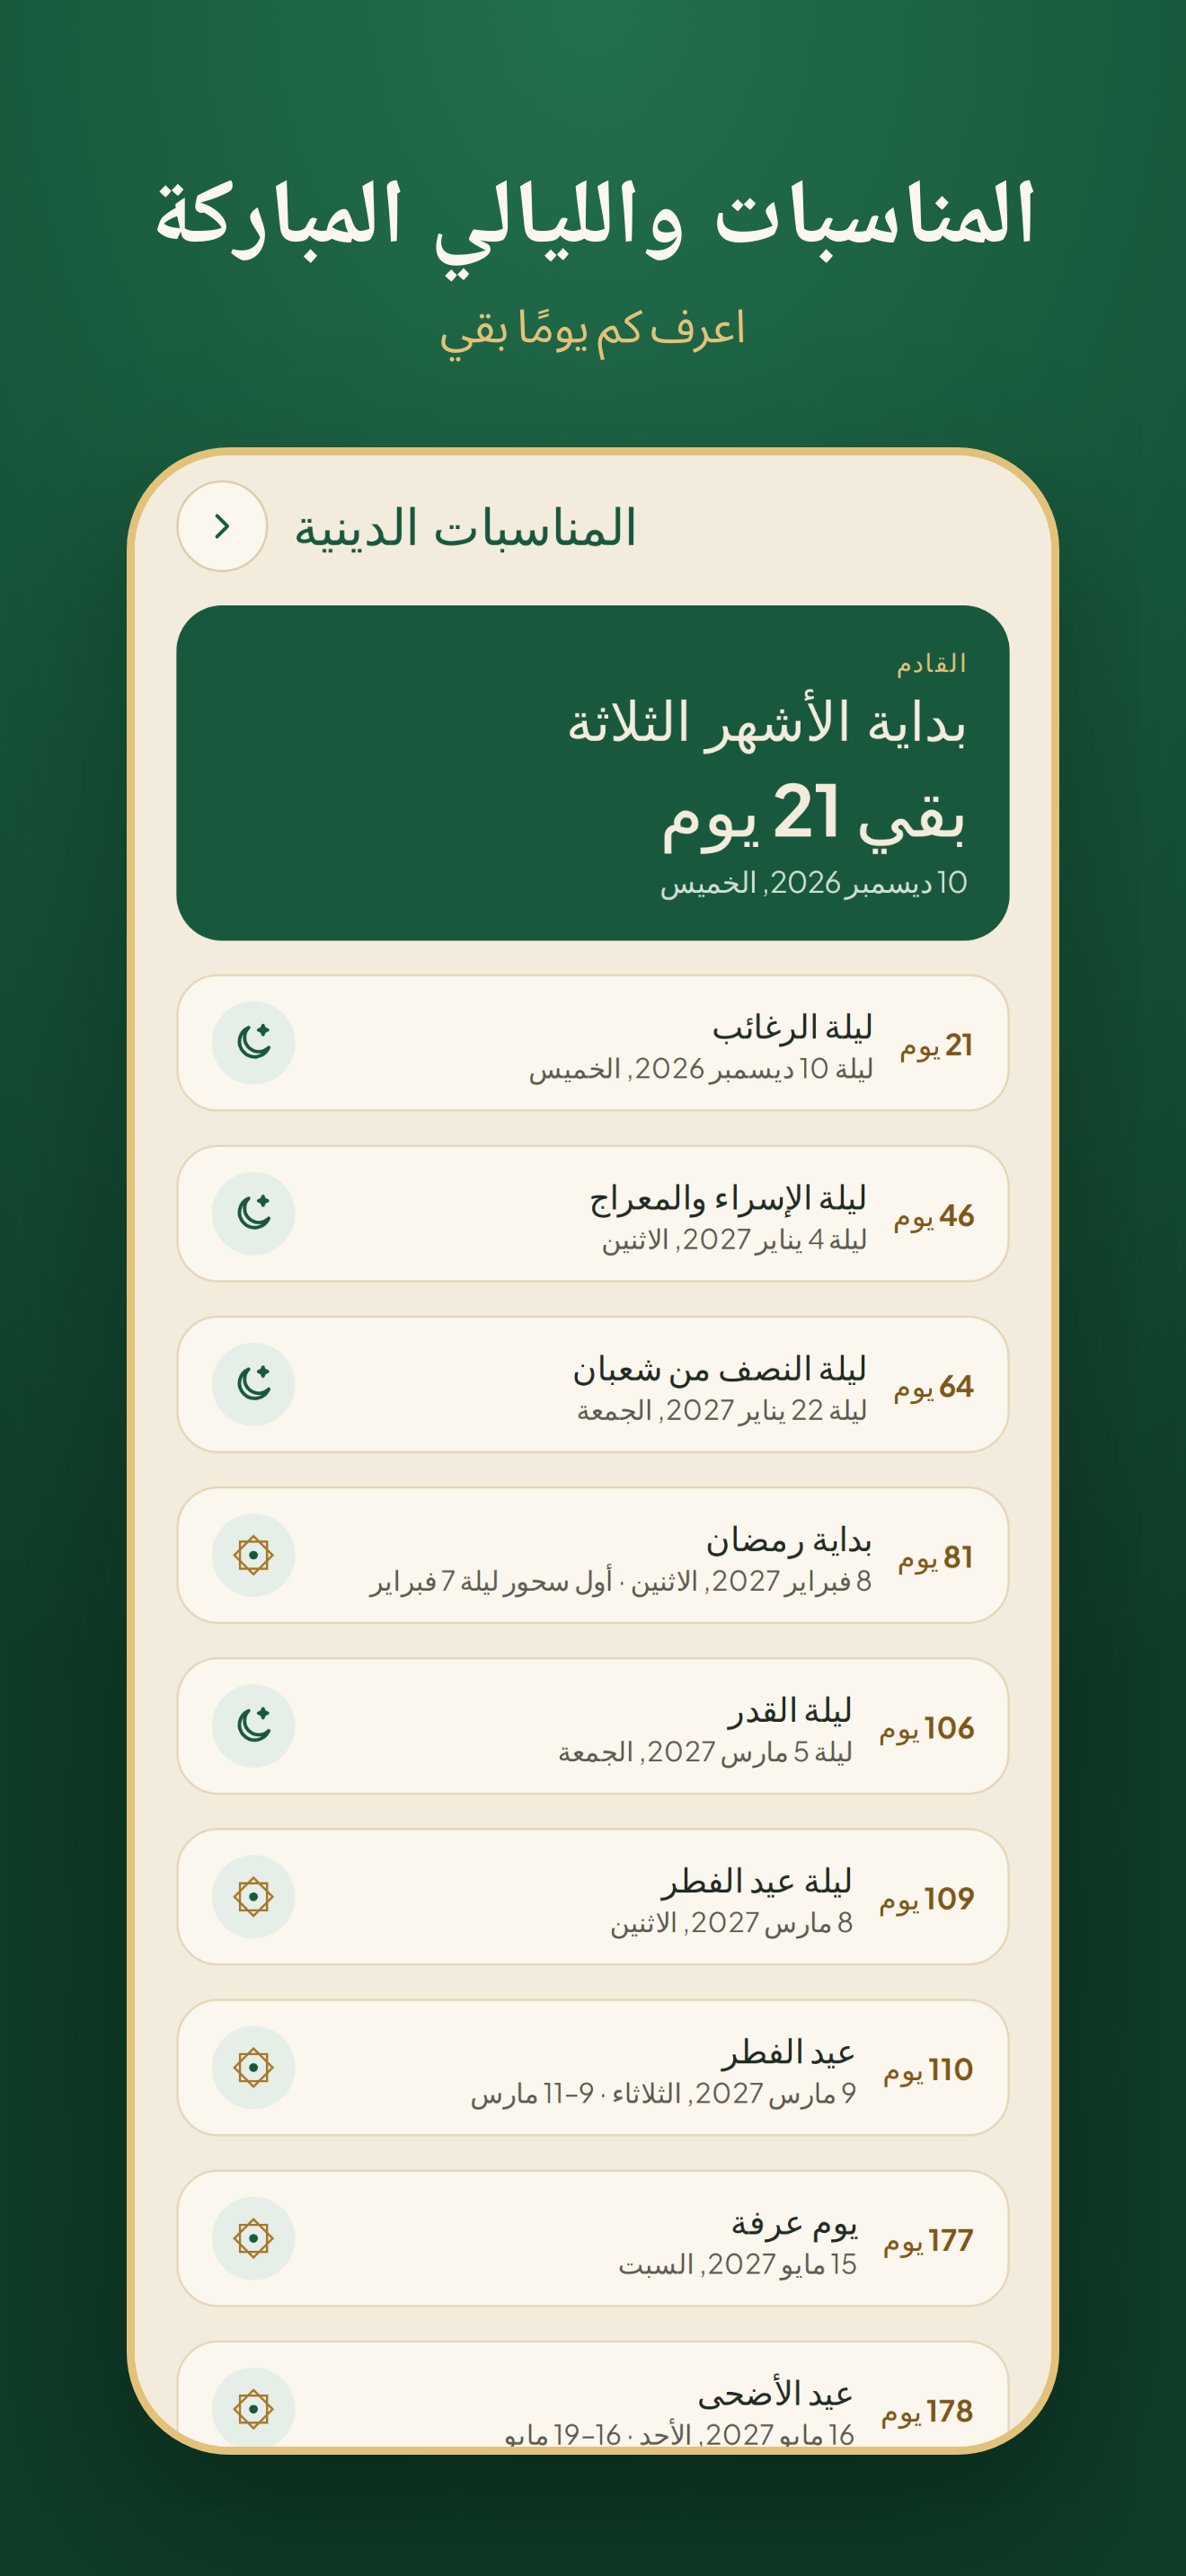 المناسبات والليالي المباركة
اعرف كم يومًا بقي
المناسبات الدينية
القادم
بداية الأشهر الثلاثة
بقي 21 يوم
10 ديسمبر 2026, الخميس
21 يوم
ليلة الرغائب
ليلة 10 ديسمبر 2026, الخميس
46 يوم
ليلة الإسراء والمعراج
ليلة 4 يناير 2027, الاثنين
64 يوم
ليلة النصف من شعبان
ليلة 22 يناير 2027, الجمعة
81 يوم
بداية رمضان
8 فبراير 2027, الاثنين · أول سحور ليلة 7 فبراير
106 يوم
ليلة القدر
ليلة 5 مارس 2027, الجمعة
109 يوم
ليلة عيد الفطر
8 مارس 2027, الاثنين
110 يوم
عيد الفطر
9 مارس 2027, الثلاثاء · 9–11 مارس
177 يوم
يوم عرفة
15 مايو 2027, السبت
178 يوم
عيد الأضحى
16 مايو 2027, الأحد · 16–19 مايو